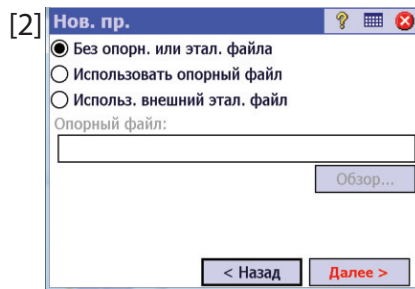 [2]
Нов. пр.
Без опорн. или этал. файла
Использовать опорный файл
Использ. внешний этал. файл
Опорный файл:
Обзор...
< Назад
Далее >